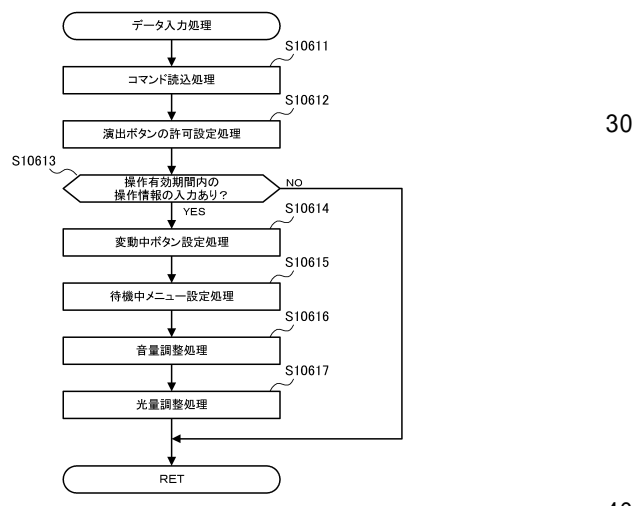 データ入力処理
S10611
コマンド読込処理
S10612
演出ボタンの許可設定処理
30
S10613
操作有効期間内の
操作情報の入力あり?
NO
YES
S10614
変動中ボタン設定処理
S10615
待機中メニュー設定処理
S10616
音量調整処理
S10617
光量調整処理
RET